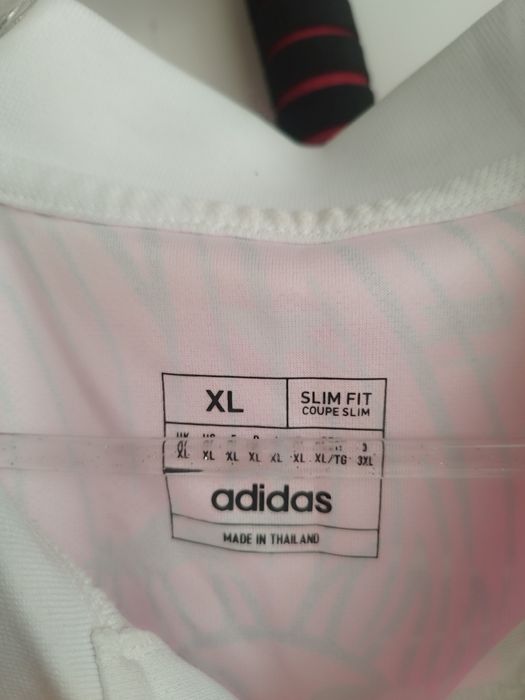 XL
SLIM FIT
COUPE SLIM
XL XL XL XL XL XL XL/TG 3XL
adidas
MADE IN THAILAND